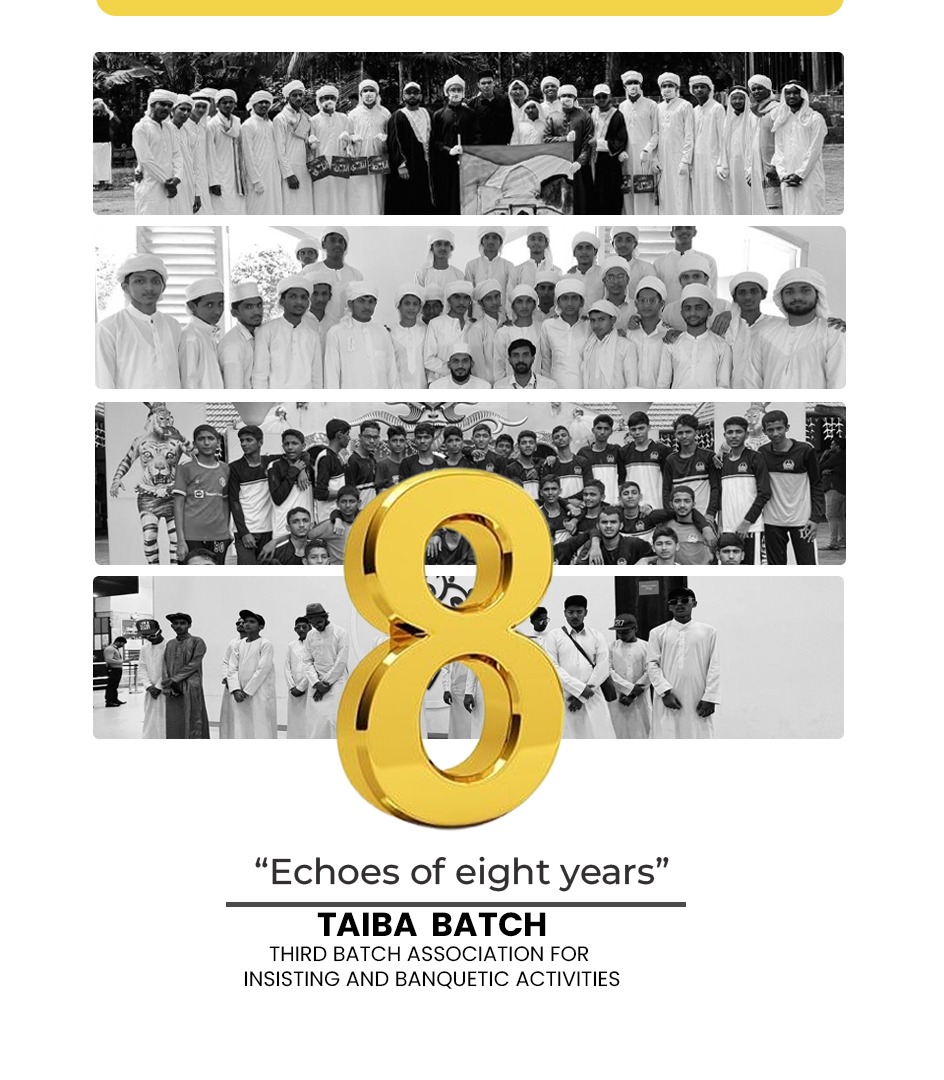 8
“Echoes of eight years”
TAIBA BATCH
THIRD BATCH ASSOCIATION FOR
INSISTING AND BANQUETIC ACTIVITIES